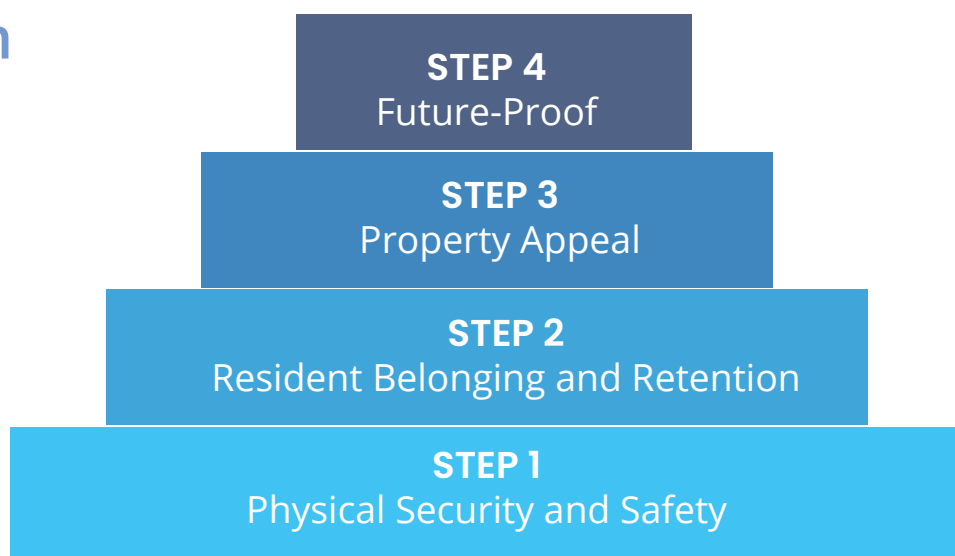 STEP 4
Future-Proof
STEP 3
Property Appeal
STEP 2
Resident Belonging and Retention
STEP 1
Physical Security and Safety